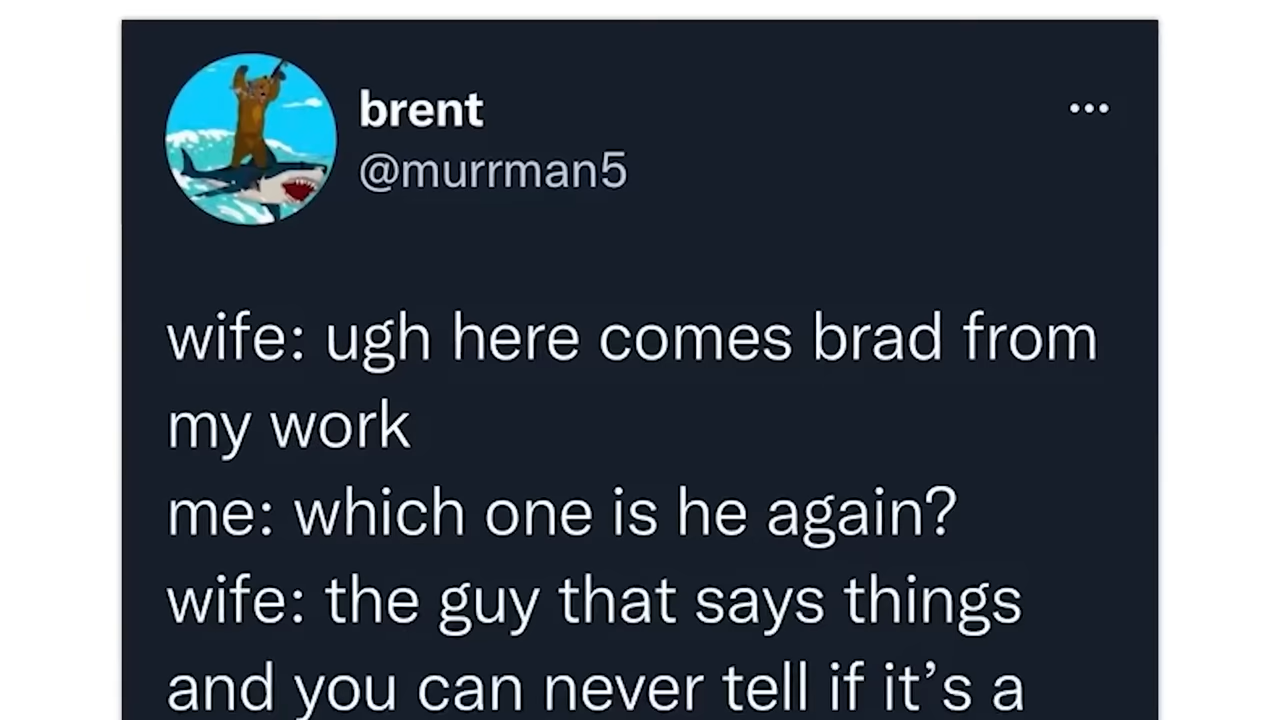 brent
@murrman5
wife: ugh here comes brad from
my work
me: which one is he again?
wife: the guy that says things
and you can never tell if it’s a